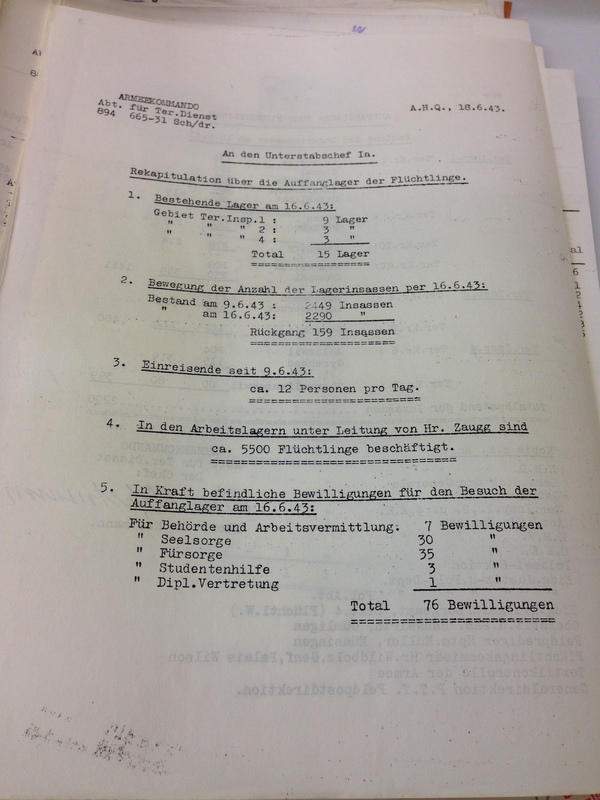 ARMEEKOMMANDO
Abt. für Ter.Dienst
894 665-31 Sch/dr.
A.H.Q., 18.6.43.
An den Unterstabschef Ia.
Rekapitulation über die Auffanglager der Flüchtlinge.
1. Bestehende Lager am 16.6.43:
Gebiet Ter.Insp.1 : 9 Lager
" " " 2 : 3 "
" " " 4 : 3 "
Total 15 Lager
2. Bewegung der Anzahl der Lagerinsassen per 16.6.43:
Bestand am 9.6.43 : 2449 Insassen
" am 16.6.43: 2290 "
Rückgang 159 Insassen
3. Einreisende seit 9.6.43:
ca. 12 Personen pro Tag.
4. In den Arbeitslagern unter Leitung von Hr. Zaugg sind
ca. 5500 Flüchtlinge beschäftigt.
5. In Kraft befindliche Bewilligungen für den Besuch der
Auffanglager am 16.6.43:
Für Behörde und Arbeitsvermittlung: 7 Bewilligungen
" Seelsorge 30 "
" Fürsorge 35 "
" Studentenhilfe 3 "
" Dipl.Vertretung 1 "
Total 76 Bewilligungen